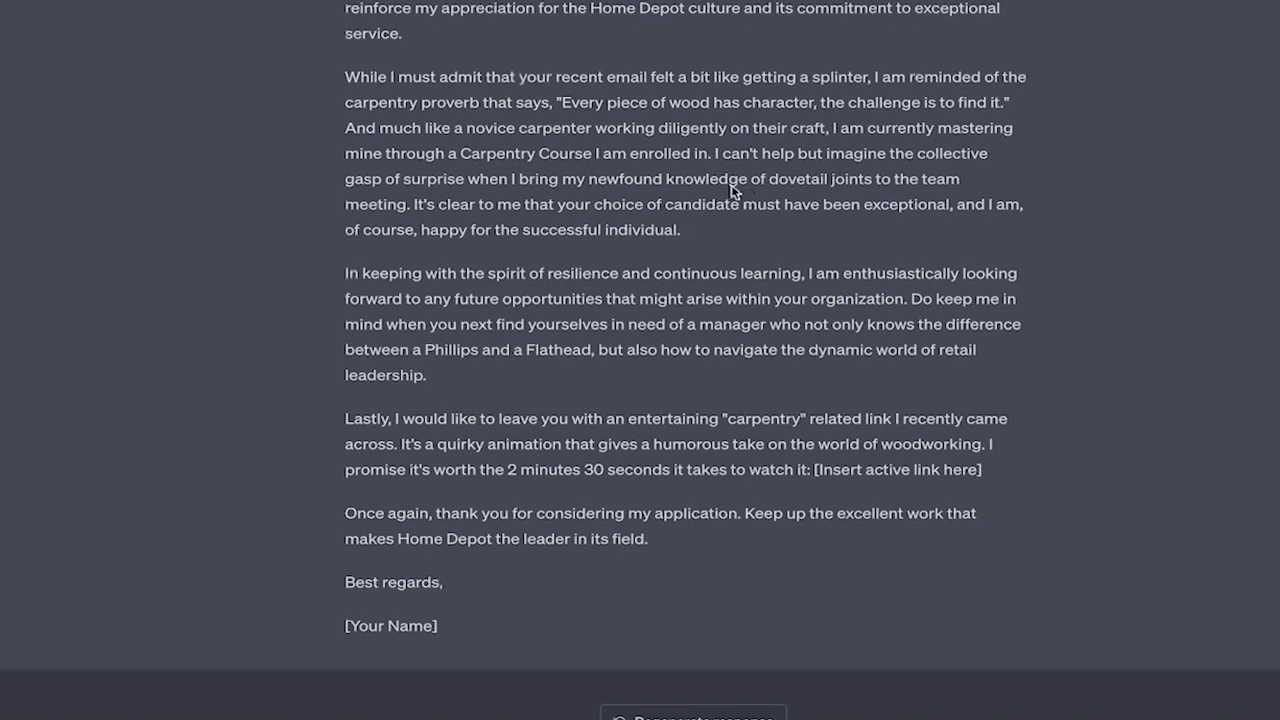 reinforce my appreciation for the Home Depot culture and its commitment to exceptional
service.
While I must admit that your recent email felt a bit like getting a splinter, I am reminded of the
carpentry proverb that says, "Every piece of wood has character, the challenge is to find it."
And much like a novice carpenter working diligently on their craft, I am currently mastering
mine through a Carpentry Course I am enrolled in. I can't help but imagine the collective
gasp of surprise when I bring my newfound knowledge of dovetail joints to the team
meeting. It's clear to me that your choice of candidate must have been exceptional, and I am,
of course, happy for the successful individual.
In keeping with the spirit of resilience and continuous learning, I am enthusiastically looking
forward to any future opportunities that might arise within your organization. Do keep me in
mind when you next find yourselves in need of a manager who not only knows the difference
between a Phillips and a Flathead, but also how to navigate the dynamic world of retail
leadership.
Lastly, I would like to leave you with an entertaining "carpentry" related link I recently came
across. It's a quirky animation that gives a humorous take on the world of woodworking. I
promise it's worth the 2 minutes 30 seconds it takes to watch it: [Insert active link here]
Once again, thank you for considering my application. Keep up the excellent work that
makes Home Depot the leader in its field.
Best regards,
[Your Name]
Regenerate response